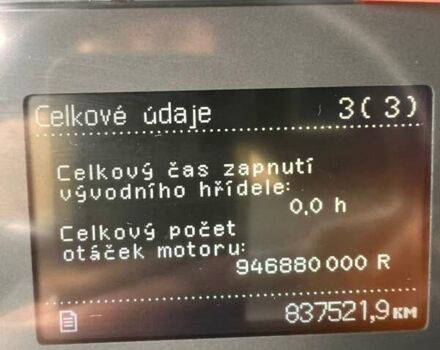 Celkové údaje 3( 3)
Celkový čas zapnutí
vývodního hřídele:
0,0 h
Celkový počet
otáček motoru:
946880000 R
837521,9км